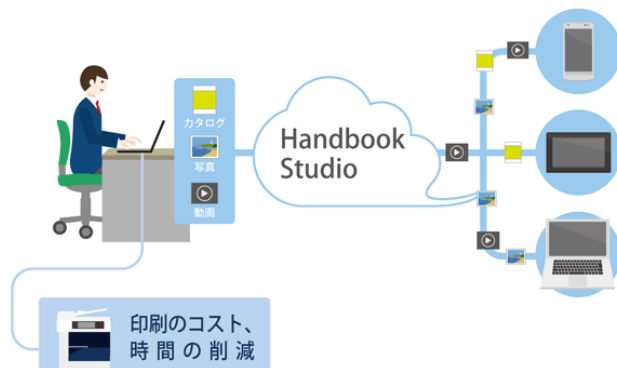 カタログ
写真
動画
Handbook
Studio
印刷のコスト、
時間の削減